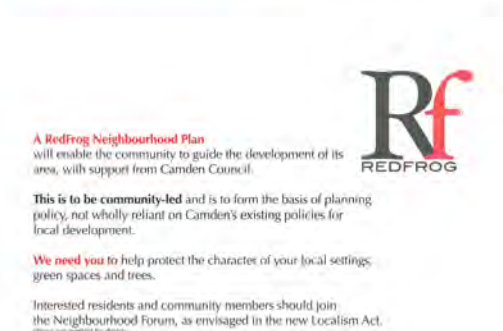 Rf
REDFROG
A RedFrog Neighbourhood Plan
will enable the community to guide the development of its
area, with support from Camden Council.
This is to be community-led and is to form the basis of planning
policy, not wholly reliant on Camden's existing policies for
local development.
We need you to help protect the character of your local settings,
green spaces and trees.
Interested residents and community members should join
the Neighbourhood Forum, as envisaged in the new Localism Act.